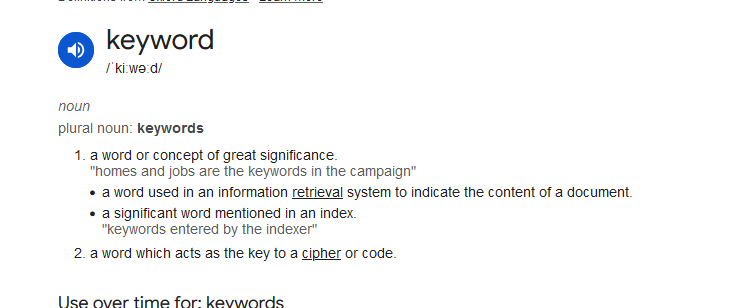 Definitions from Oxford Languages · Learn more
keyword
/ˈkiːwəːd/
noun
plural noun: keywords
1. a word or concept of great significance.
"homes and jobs are the keywords in the campaign"
• a word used in an information retrieval system to indicate the content of a document.
• a significant word mentioned in an index.
"keywords entered by the indexer"
2. a word which acts as the key to a cipher or code.
Use over time for: keywords